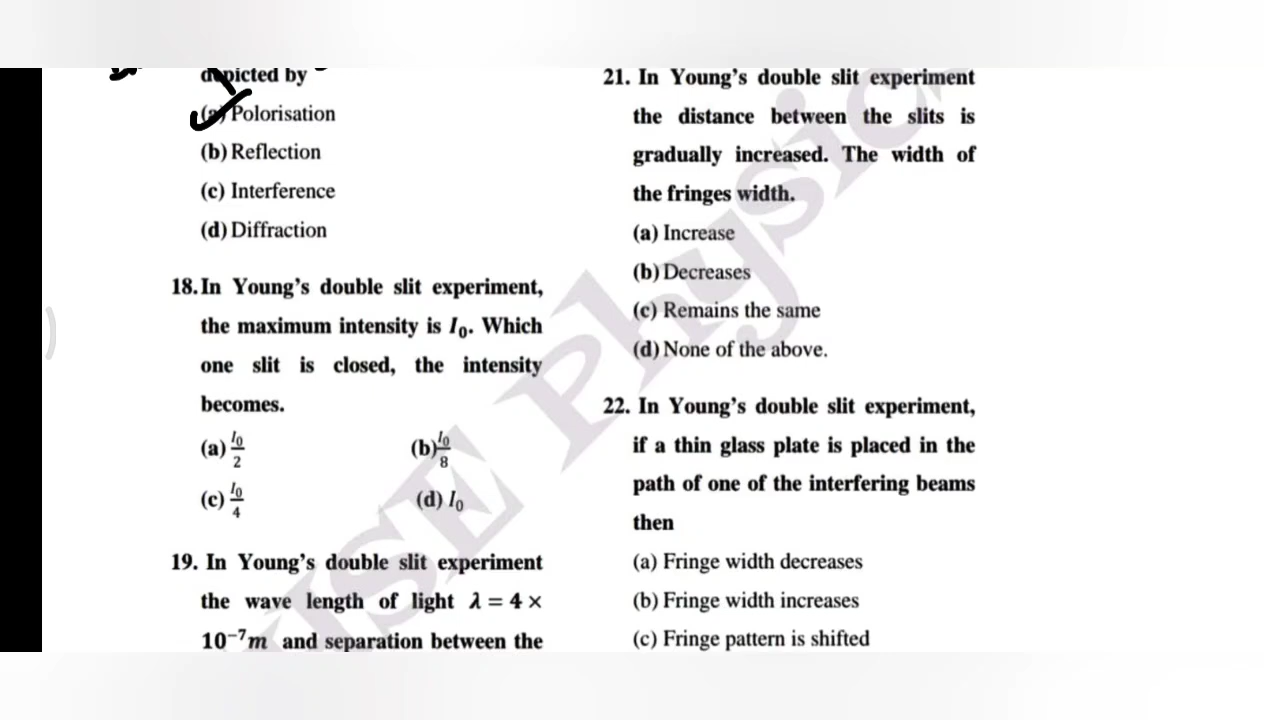 depicted by
(a) Polorisation
(b) Reflection
(c) Interference
(d) Diffraction
18. In Young’s double slit experiment,
the maximum intensity is I₀. Which
one slit is closed, the intensity
becomes.
(a) I₀/2 (b) I₀/8
(c) I₀/4 (d) I₀
19. In Young’s double slit experiment
the wave length of light λ = 4 ×
10⁻⁷m and separation between the
21. In Young’s double slit experiment
the distance between the slits is
gradually increased. The width of
the fringes width.
(a) Increase
(b) Decreases
(c) Remains the same
(d) None of the above.
22. In Young’s double slit experiment,
if a thin glass plate is placed in the
path of one of the interfering beams
then
(a) Fringe width decreases
(b) Fringe width increases
(c) Fringe pattern is shifted